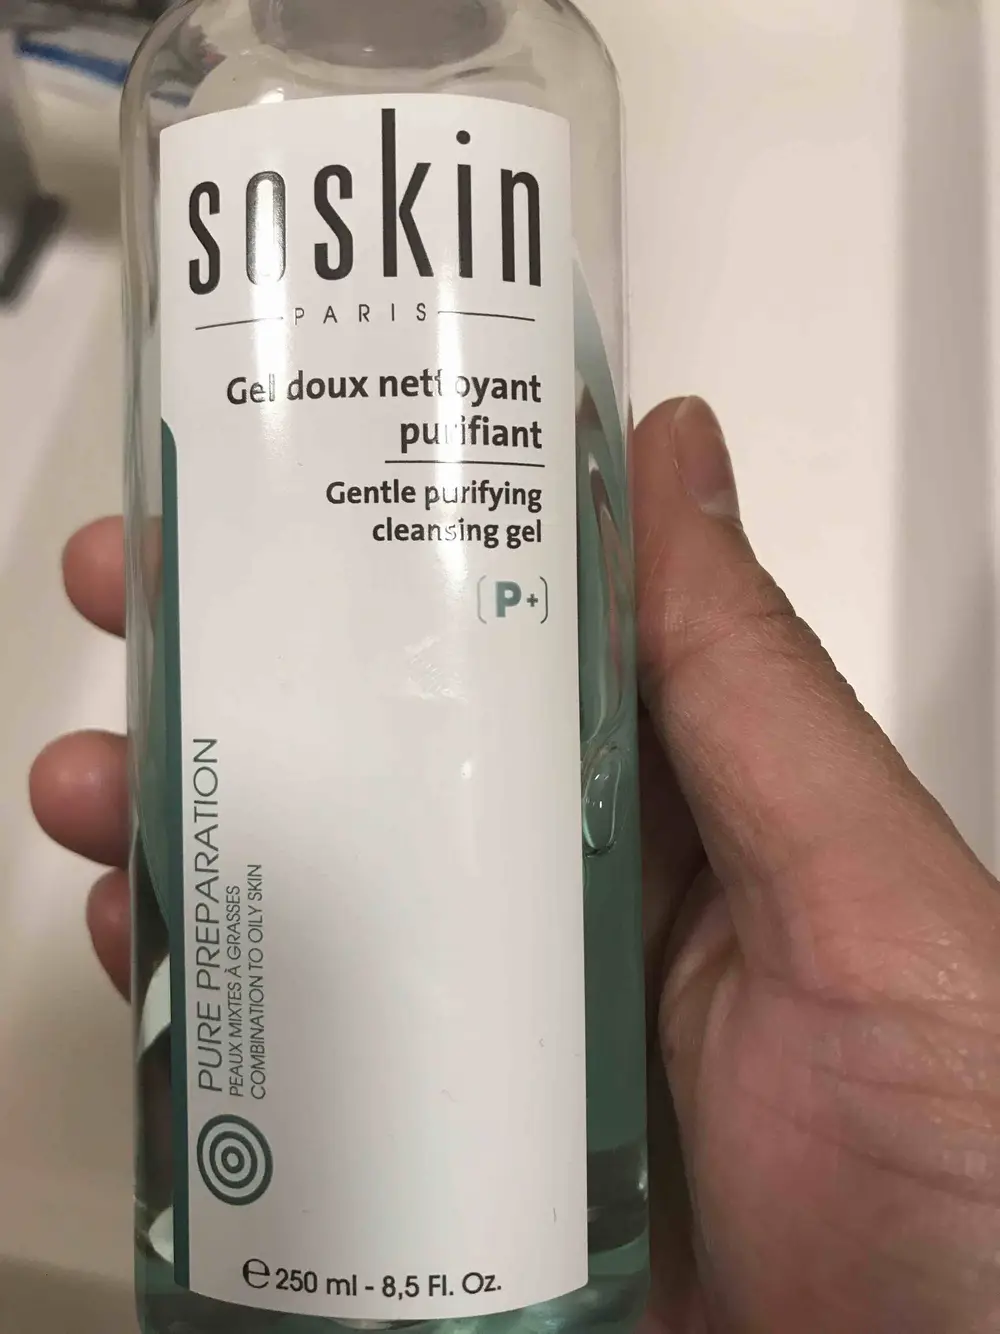 soskin
PARIS
Gel doux nettoyant
purifiant
Gentle purifying
cleansing gel
[P+]
PURE PREPARATION
PEAUX MIXTES À GRASSES
COMBINATION TO OILY SKIN
℮ 250 ml - 8,5 Fl. Oz.